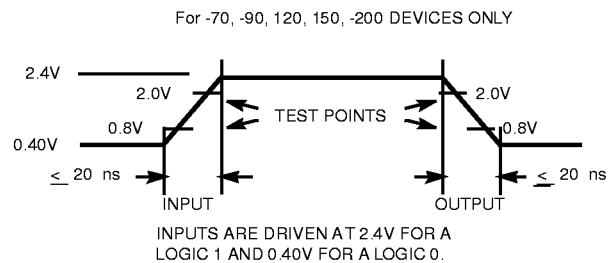 For -70, -90, 120, 150, -200 DEVICES ONLY
2.4V
2.0V
2.0V
TEST POINTS
0.8V
0.8V
0.40V
≤ 20 ns
≤ 20 ns
INPUT
OUTPUT
INPUTS ARE DRIVEN AT 2.4V FOR A
LOGIC 1 AND 0.40V FOR A LOGIC 0.